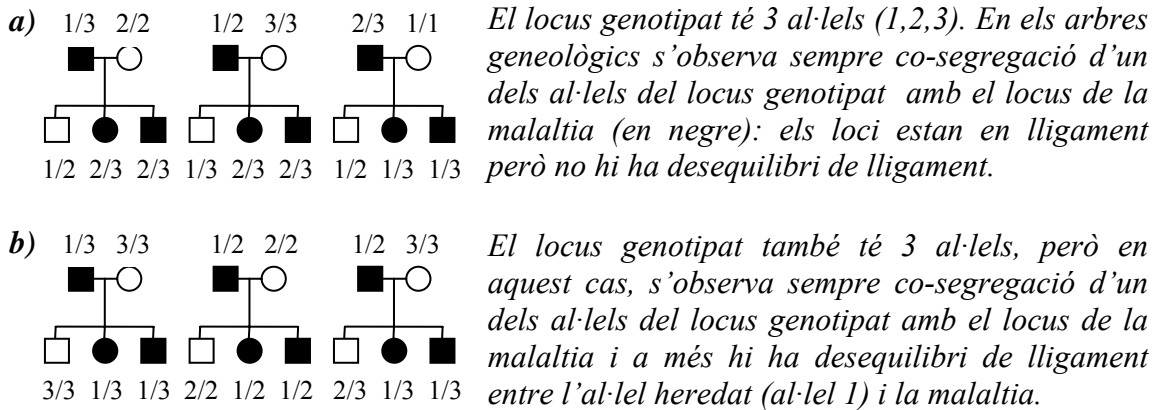 a) 1/3 2/2 1/2 3/3 2/3 1/1
1/2 2/3 2/3 1/3 2/3 2/3 1/2 1/3 1/3
El locus genotipat té 3 al·lels (1,2,3). En els arbres
geneològics s'observa sempre co-segregació d'un
dels al·lels del locus genotipat amb el locus de la
malaltia (en negre): els loci estan en lligament
però no hi ha desequilibri de lligament.
b) 1/3 3/3 1/2 2/2 1/2 3/3
3/3 1/3 1/3 2/2 1/2 1/2 2/3 1/3 1/3
El locus genotipat també té 3 al·lels, però en
aquest cas, s'observa sempre co-segregació d'un
dels al·lels del locus genotipat amb el locus de la
malaltia i a més hi ha desequilibri de lligament
entre l'al·lel heredat (al·lel 1) i la malaltia.